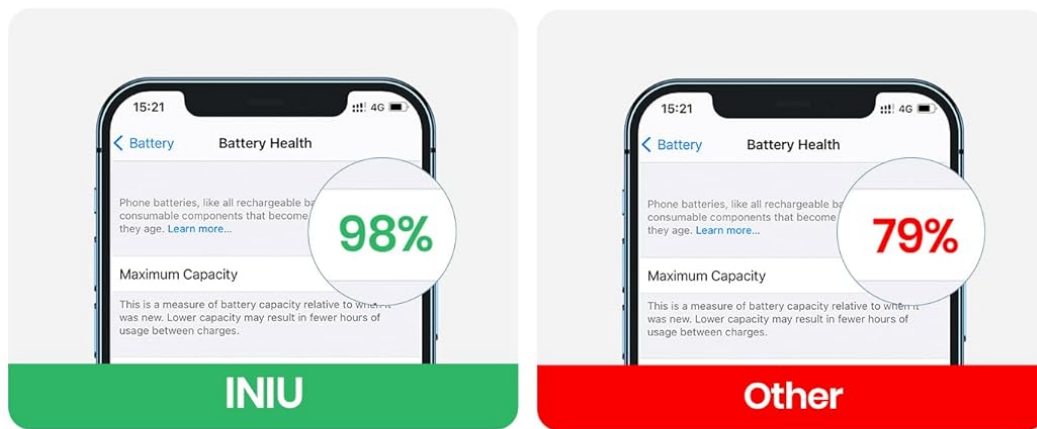 15:21
4G
Battery
Battery Health
Phone batteries, like all rechargeable
consumable components that become
they age. Learn more...
98%
Maximum Capacity
This is a measure of battery capacity relative to when it
was new. Lower capacity may result in fewer hours of
usage between charges.
INIU
15:21
4G
Battery
Battery Health
Phone batteries, like all rechargeable
consumable components that become
they age. Learn more...
79%
Maximum Capacity
This is a measure of battery capacity relative to when it
was new. Lower capacity may result in fewer hours of
usage between charges.
Other